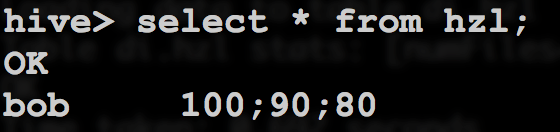 hive> select * from hzl;
OK
bob 100;90;80